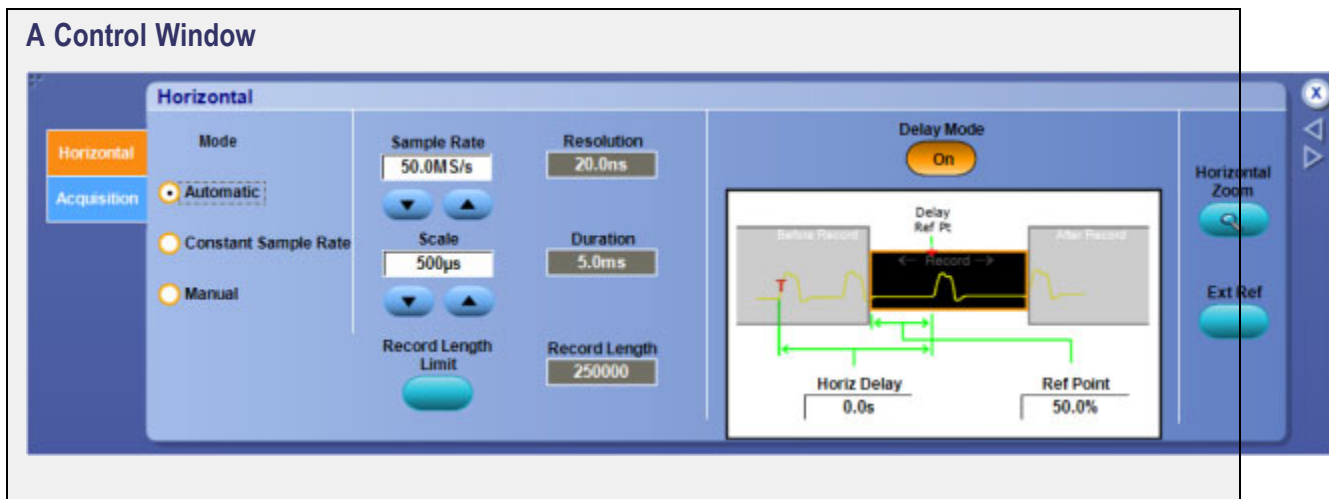 A Control Window
Horizontal
Horizontal
Acquisition
Mode
Automatic
Constant Sample Rate
Manual
Sample Rate
50.0MS/s
Scale
500µs
Record Length
Limit
Resolution
20.0ns
Duration
5.0ms
Record Length
250000
Delay Mode
On
Delay
Ref Pt
Before Record
← Record →
After Record
T
Horiz Delay
0.0s
Ref Point
50.0%
Horizontal
Zoom
Ext Ref
X